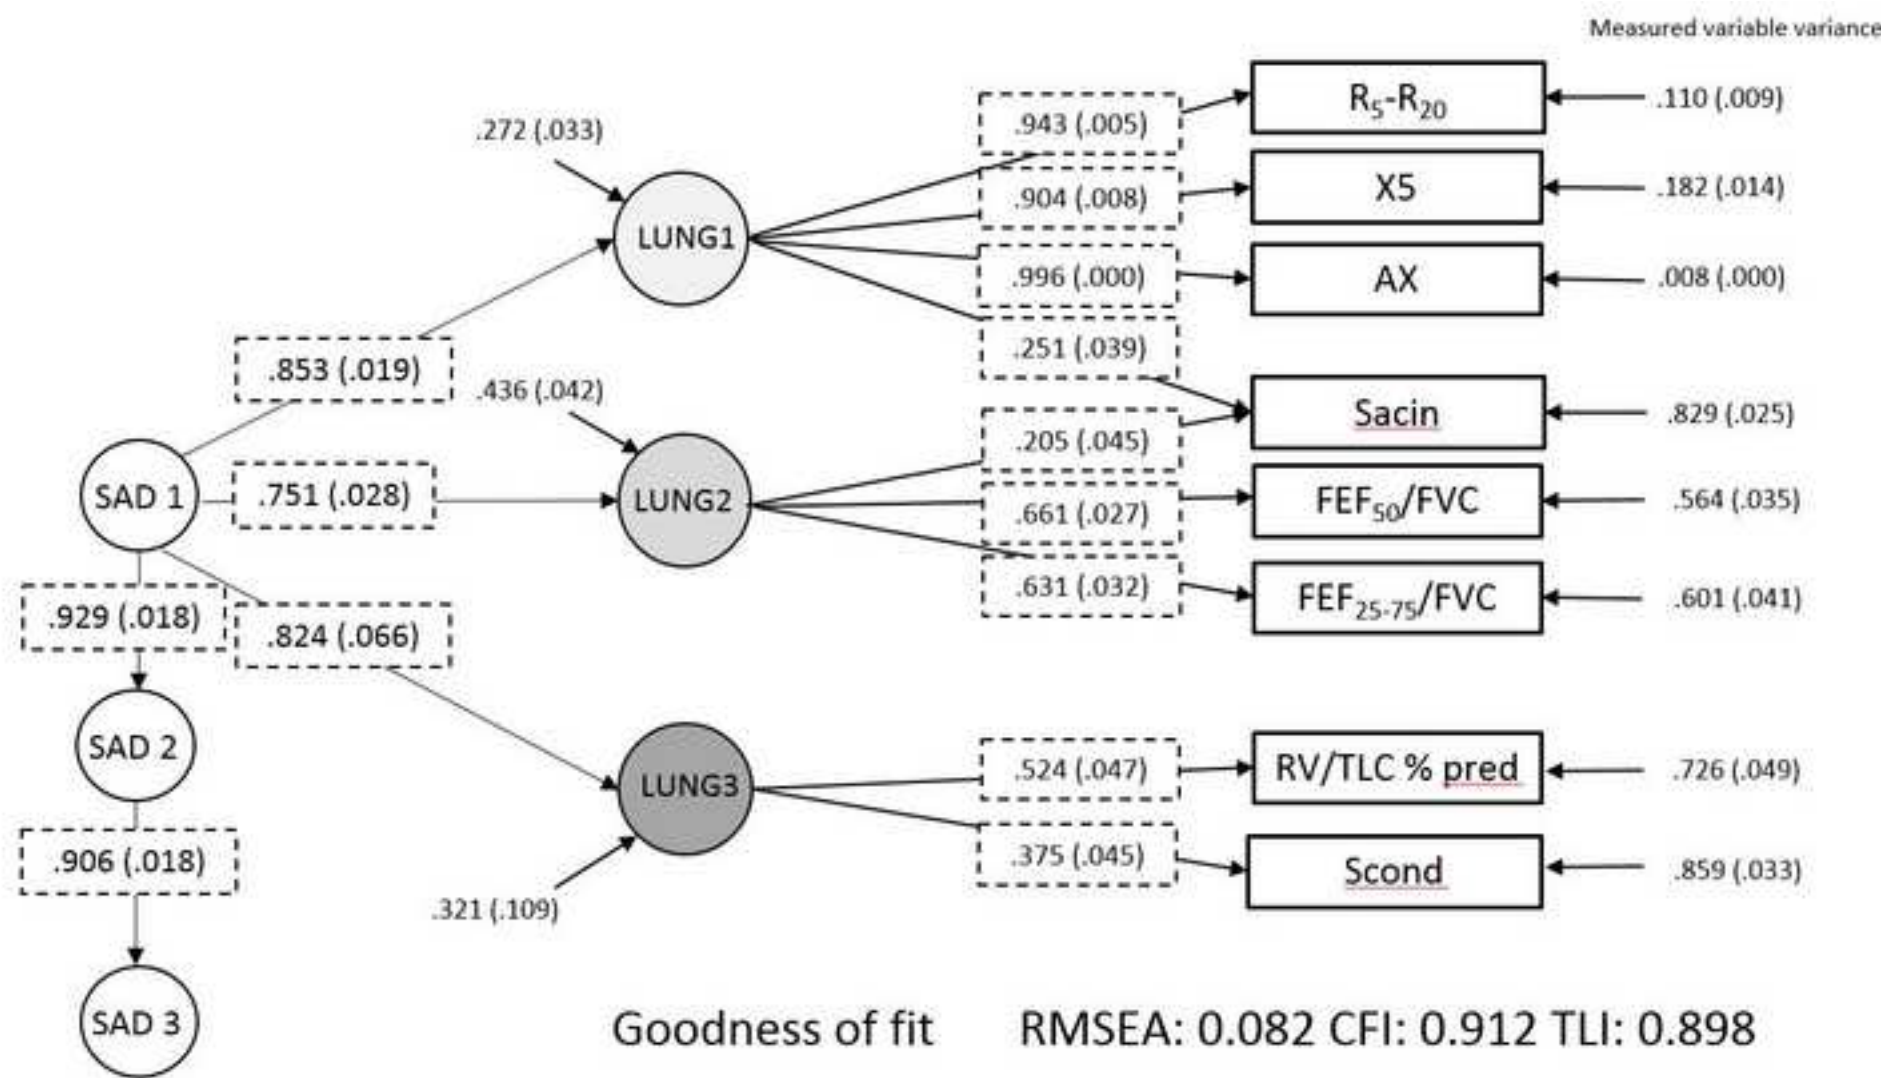 Measured variable variance
R₅-R₂₀
.943 (.005)
.110 (.009)
.272 (.033)
X5
.904 (.008)
.182 (.014)
LUNG1
AX
.996 (.000)
.008 (.000)
.251 (.039)
.853 (.019)
.436 (.042)
Sacin
.829 (.025)
.205 (.045)
SAD 1
.751 (.028)
LUNG2
FEF₅₀/FVC
.564 (.035)
.661 (.027)
.631 (.032)
FEF₂₅₋₇₅/FVC
.601 (.041)
.929 (.018)
.824 (.066)
SAD 2
LUNG3
.524 (.047)
RV/TLC % pred
.726 (.049)
.906 (.018)
.375 (.045)
Scond
.859 (.033)
.321 (.109)
SAD 3
Goodness of fit RMSEA: 0.082 CFI: 0.912 TLI: 0.898